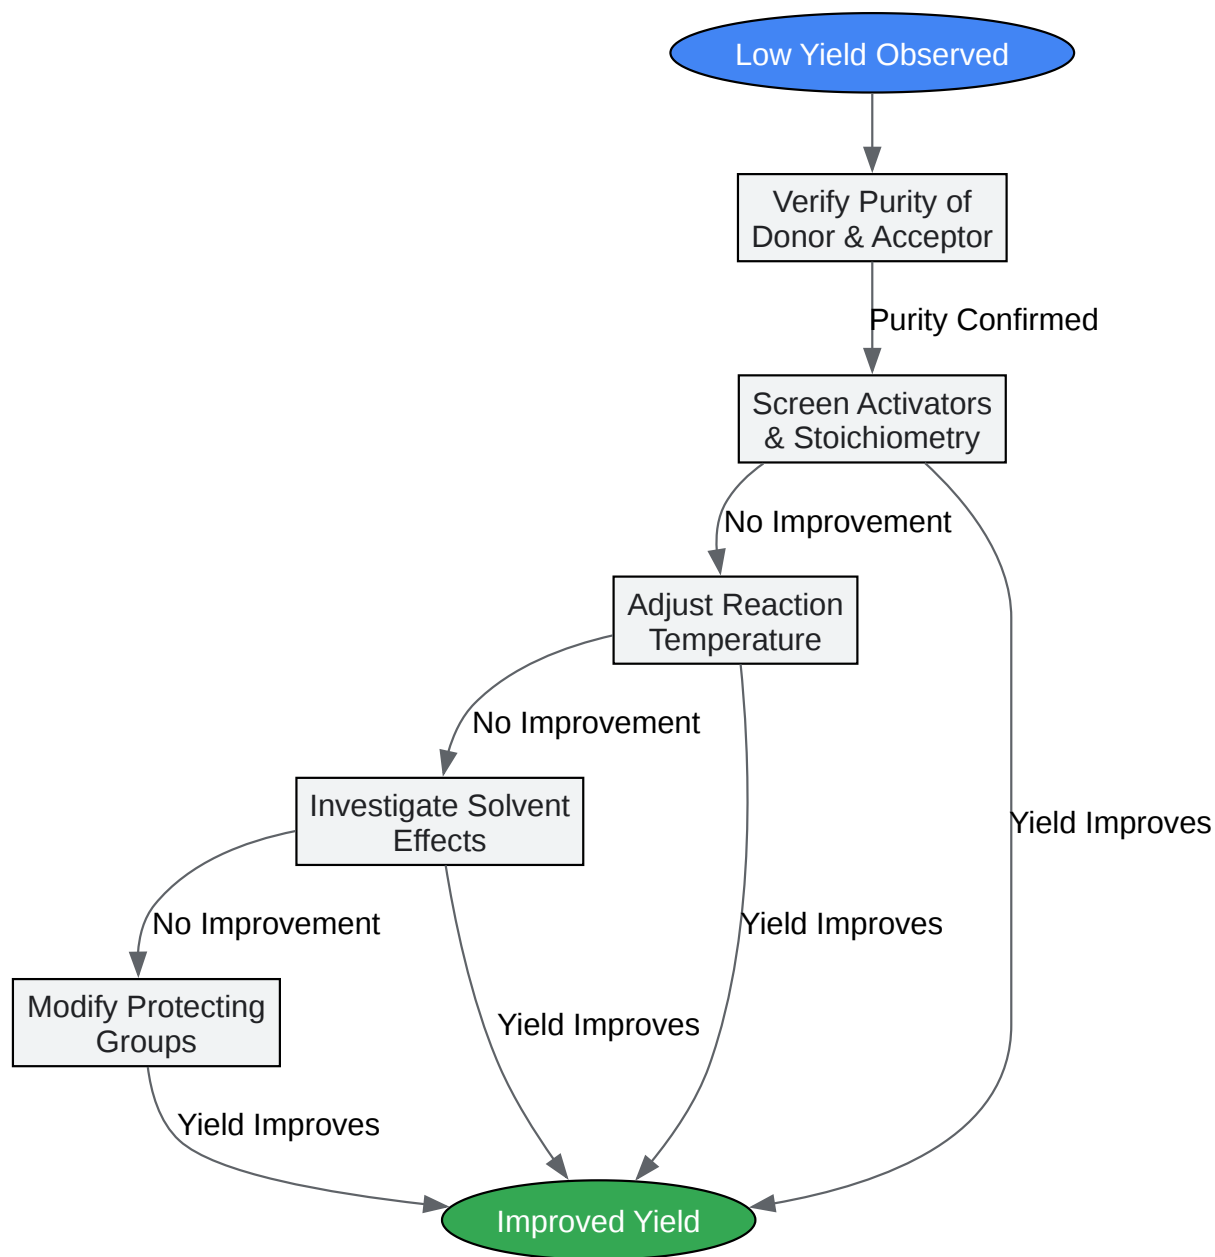 Low Yield Observed
Verify Purity of
Donor & Acceptor
Purity Confirmed
Screen Activators
& Stoichiometry
No Improvement
Adjust Reaction
Temperature
No Improvement
Investigate Solvent
Effects
Yield Improves
No Improvement
Yield Improves
Modify Protecting
Groups
Yield Improves
Yield Improves
Improved Yield